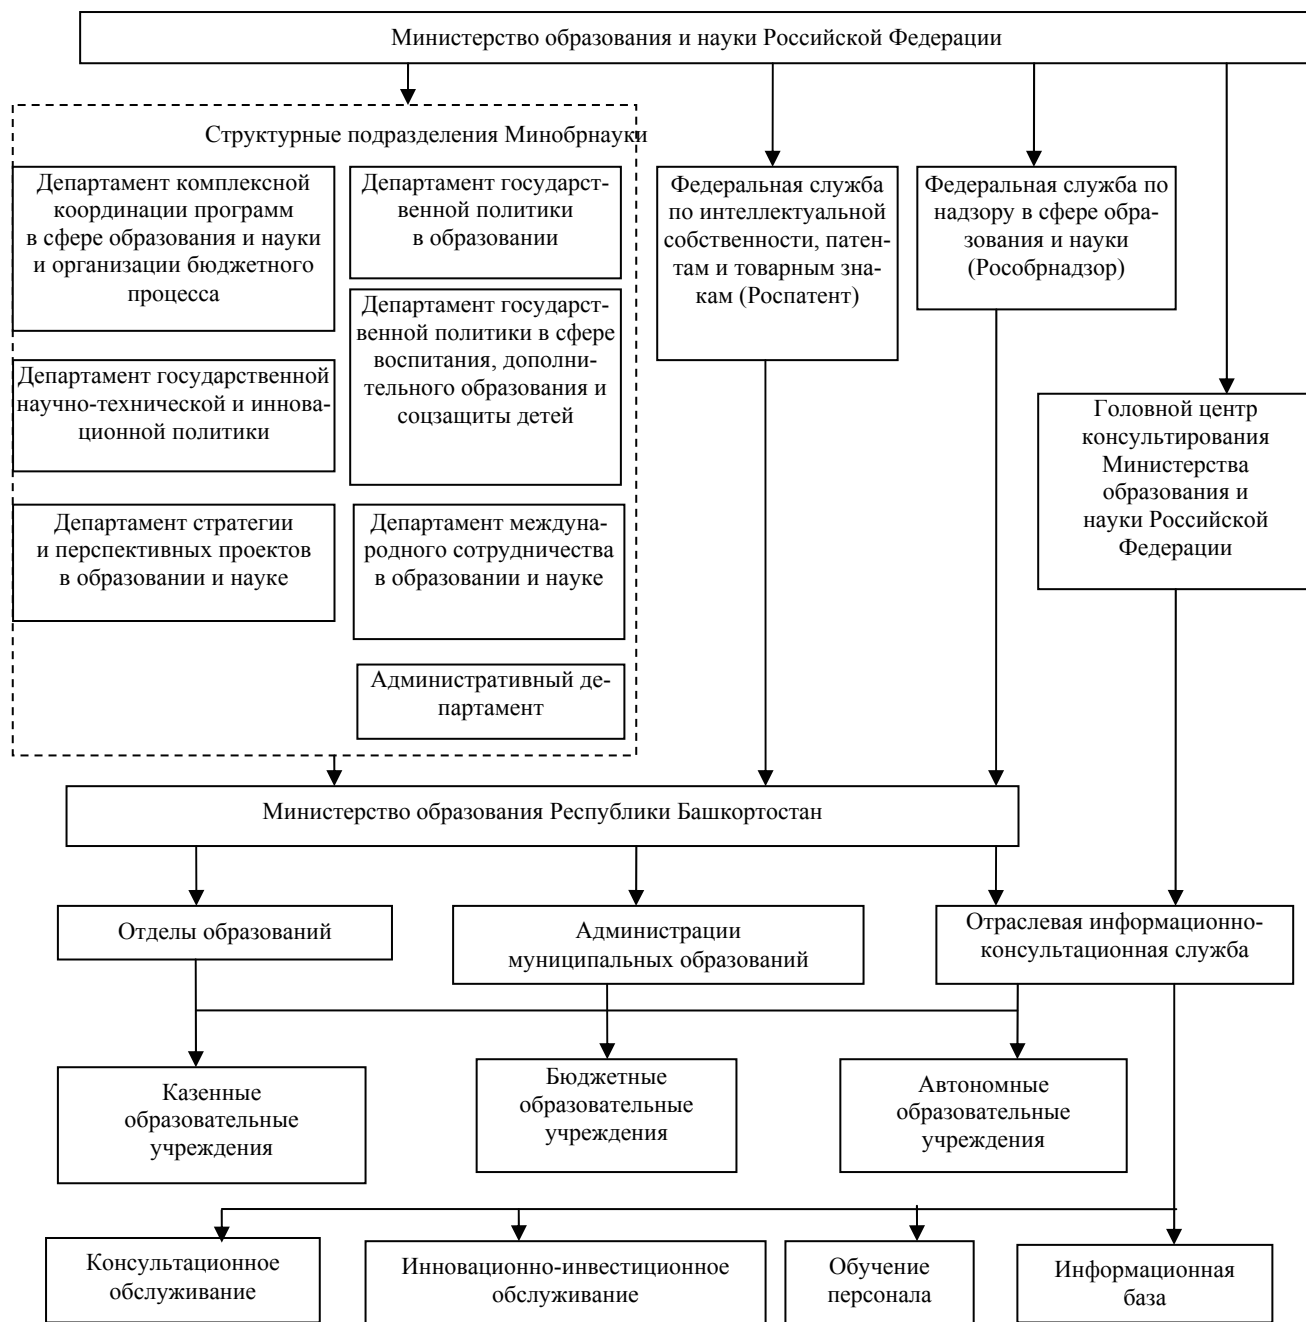 Министерство образования и науки Российской Федерации
Структурные подразделения Минобрнауки
Департамент комплексной
координации программ
в сфере образования и науки
и организации бюджетного
процесса
Департамент государст-
венной политики
в образовании
Федеральная служба
по интеллектуальной
собственности, патен-
там и товарным зна-
кам (Роспатент)
Федеральная служба по
надзору в сфере обра-
зования и науки
(Рособрнадзор)
Департамент государст-
венной политики в сфере
воспитания, дополни-
тельного образования и
соцзащиты детей
Департамент государственной
научно-технической и иннова-
ционной политики
Головной центр
консультирования
Министерства
образования и
науки Российской
Федерации
Департамент стратегии
и перспективных проектов
в образовании и науке
Департамент междуна-
родного сотрудничества
в образовании и науке
Административный де-
партамент
Министерство образования Республики Башкортостан
Отделы образований
Администрации
муниципальных образований
Отраслевая информационно-
консультационная служба
Казенные
образовательные
учреждения
Бюджетные
образовательные
учреждения
Автономные
образовательные
учреждения
Консультационное
обслуживание
Инновационно-инвестиционное
обслуживание
Обучение
персонала
Информационная
база